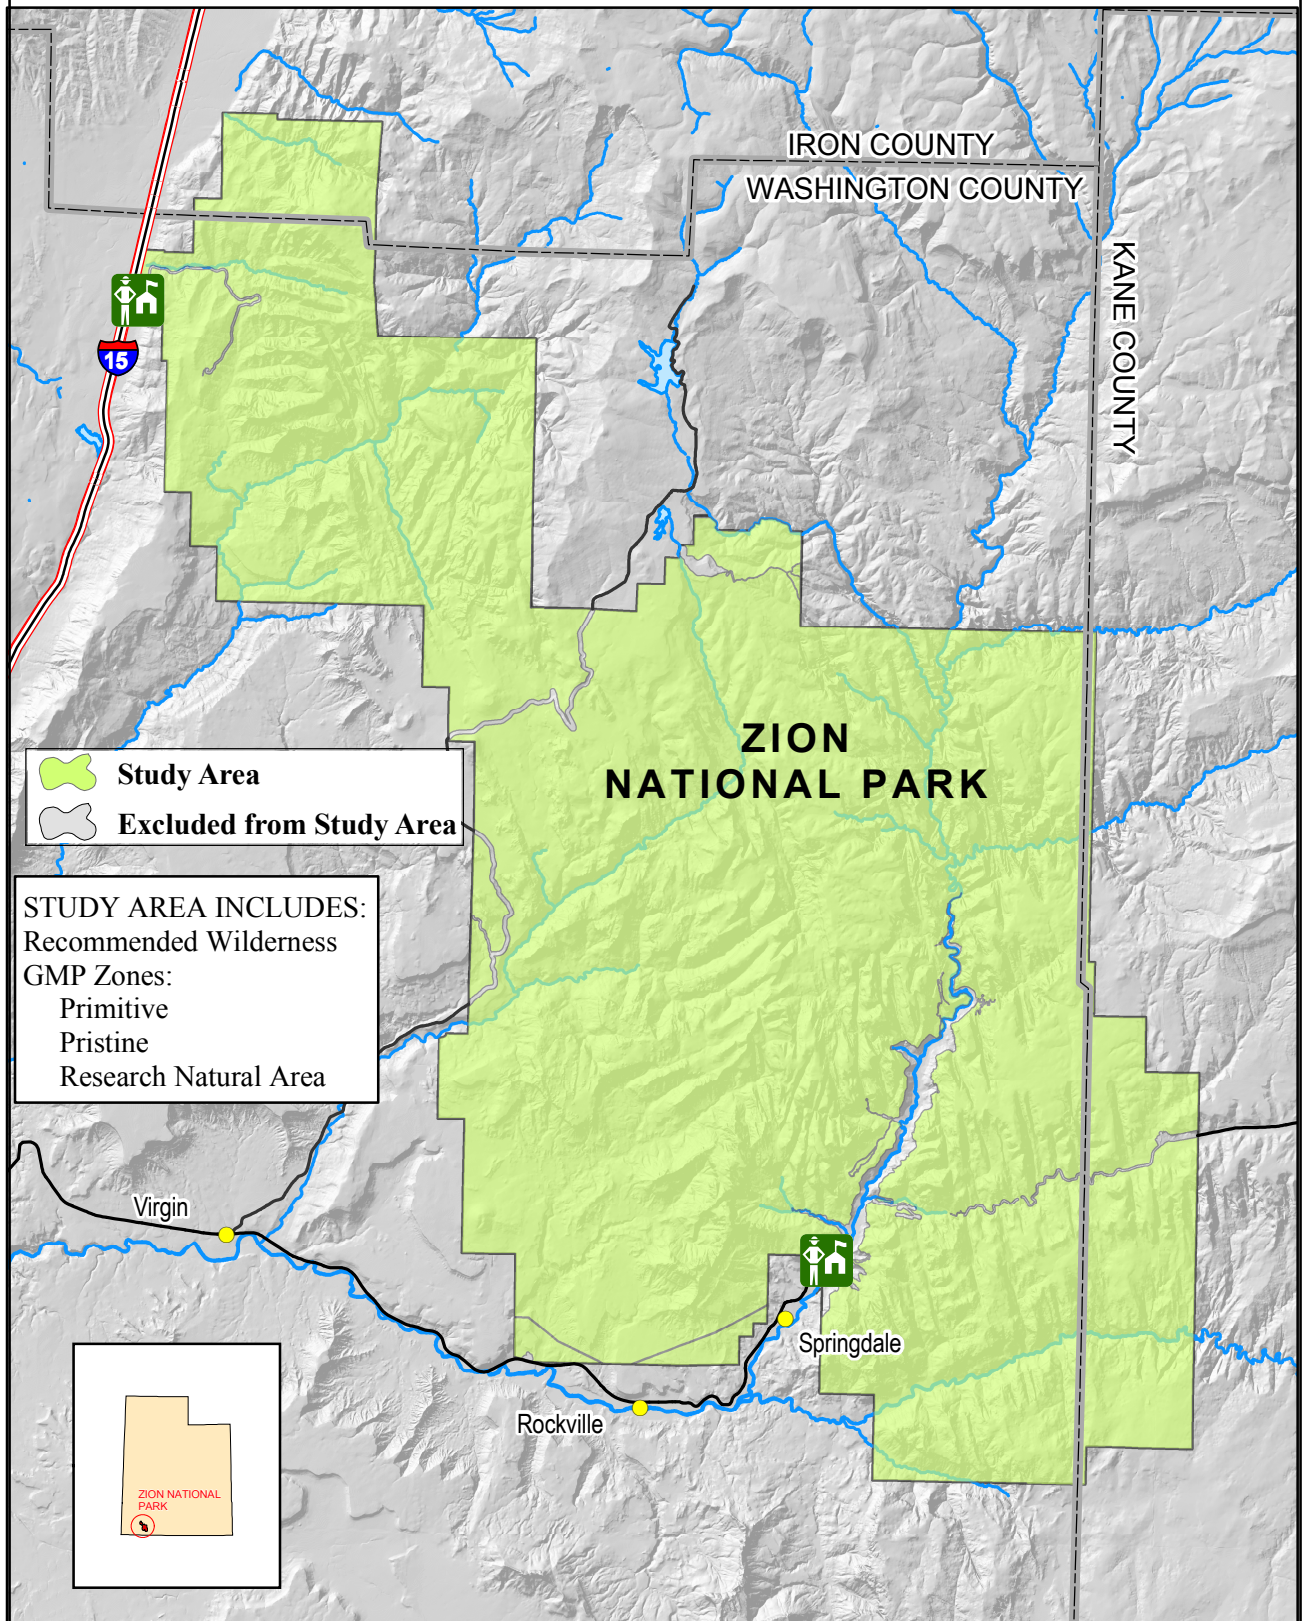 IRON COUNTY
WASHINGTON COUNTY
KANE COUNTY
15
ZION
NATIONAL PARK
Study Area
Excluded from Study Area
STUDY AREA INCLUDES:
Recommended Wilderness
GMP Zones:
Primitive
Pristine
Research Natural Area
Virgin
Springdale
Rockville
ZION NATIONAL
PARK